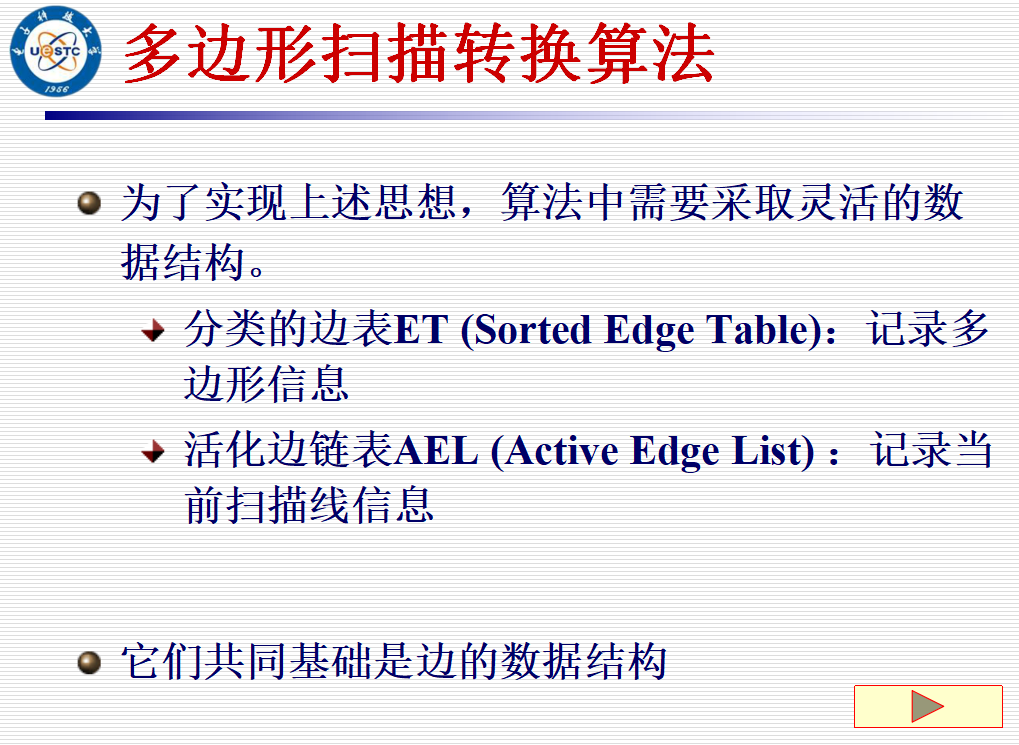 UESTC
1956
多边形扫描转换算法
为了实现上述思想，算法中需要采取灵活的数
据结构。
分类的边表ET (Sorted Edge Table)：记录多
边形信息
活化边链表AEL (Active Edge List) ：记录当
前扫描线信息
它们共同基础是边的数据结构